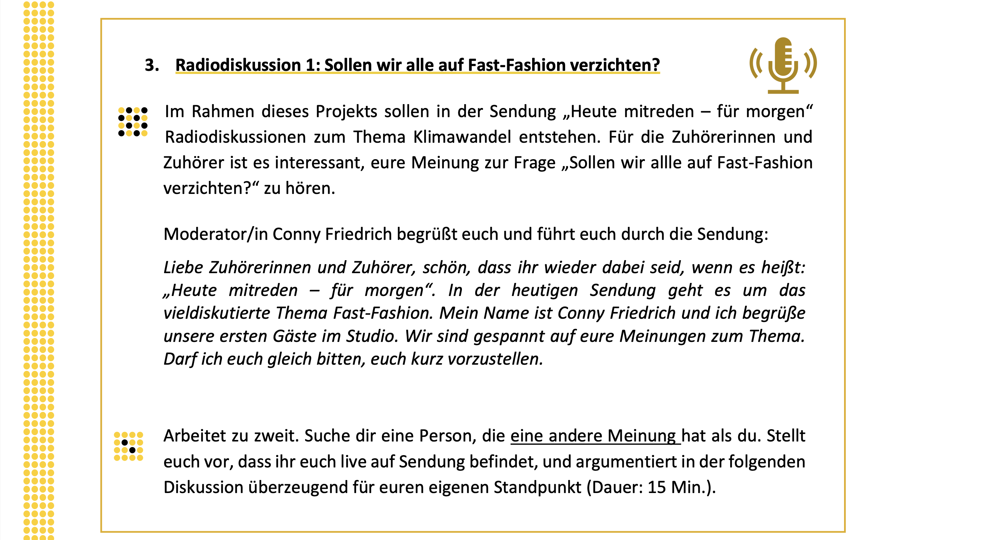 3. Radiodiskussion 1: Sollen wir alle auf Fast-Fashion verzichten?
Im Rahmen dieses Projekts sollen in der Sendung „Heute mitreden – für morgen“
Radiodiskussionen zum Thema Klimawandel entstehen. Für die Zuhörerinnen und
Zuhörer ist es interessant, eure Meinung zur Frage „Sollen wir allle auf Fast-Fashion
verzichten?“ zu hören.
Moderator/in Conny Friedrich begrüßt euch und führt euch durch die Sendung:
Liebe Zuhörerinnen und Zuhörer, schön, dass ihr wieder dabei seid, wenn es heißt:
„Heute mitreden – für morgen“. In der heutigen Sendung geht es um das
vieldiskutierte Thema Fast-Fashion. Mein Name ist Conny Friedrich und ich begrüße
unsere ersten Gäste im Studio. Wir sind gespannt auf eure Meinungen zum Thema.
Darf ich euch gleich bitten, euch kurz vorzustellen.
Arbeitet zu zweit. Suche dir eine Person, die eine andere Meinung hat als du. Stellt
euch vor, dass ihr euch live auf Sendung befindet, und argumentiert in der folgenden
Diskussion überzeugend für euren eigenen Standpunkt (Dauer: 15 Min.).